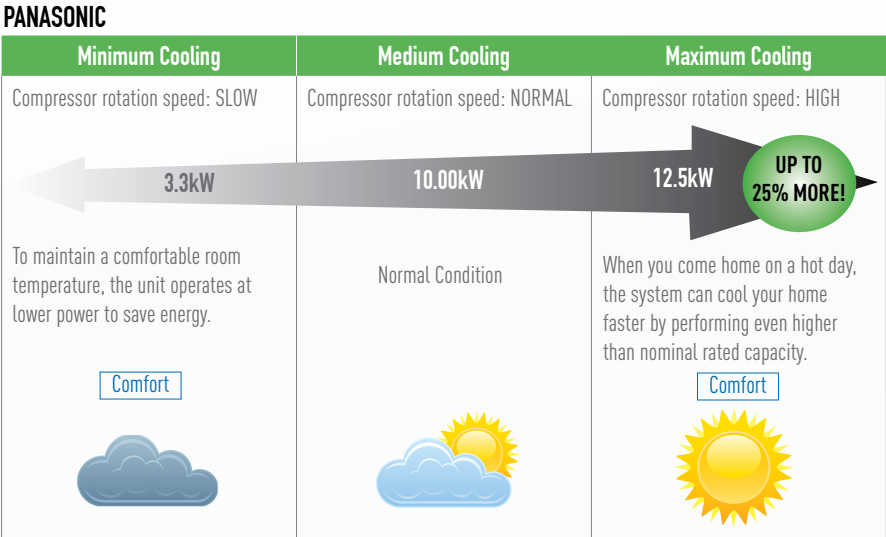 PANASONIC
Minimum Cooling
Medium Cooling
Maximum Cooling
Compressor rotation speed: SLOW
Compressor rotation speed: NORMAL
Compressor rotation speed: HIGH
3.3kW
10.00kW
12.5kW
UP TO
25% MORE!
To maintain a comfortable room
temperature, the unit operates at
lower power to save energy.
Comfort
Normal Condition
When you come home on a hot day,
the system can cool your home
faster by performing even higher
than nominal rated capacity.
Comfort